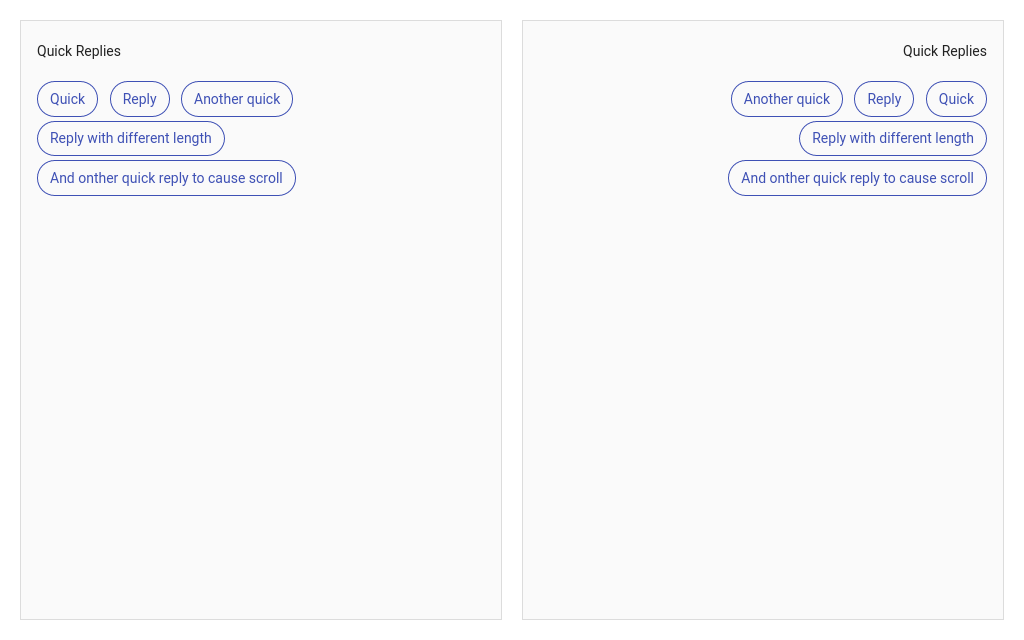 Quick Replies
Quick Reply Another quick
Reply with different length
And onther quick reply to cause scroll
Quick Replies
Another quick Reply Quick
Reply with different length
And onther quick reply to cause scroll